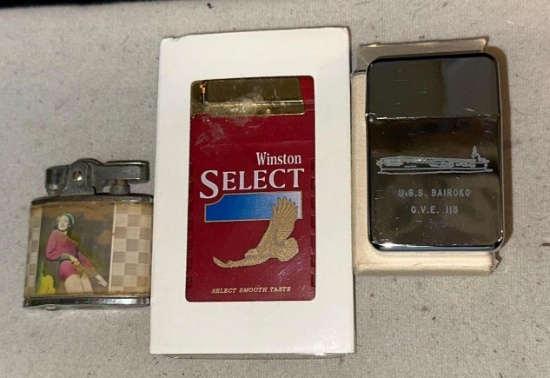 Winston
SELECT
SELECT SMOOTH TASTE
U.S.S. BAIROKO
C.V.E. 115